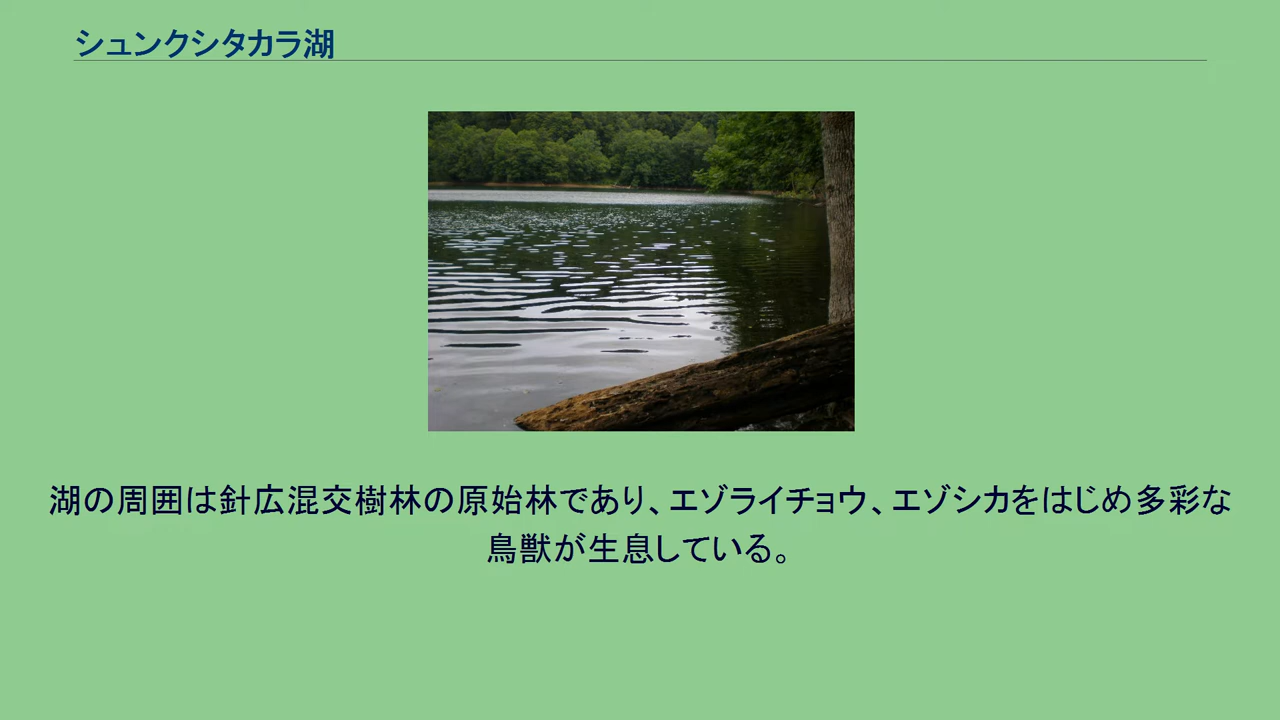 シュンクシタカラ湖
湖の周囲は針広混交樹林の原始林であり、エゾライチョウ、エゾシカをはじめ多彩な
鳥獣が生息している。